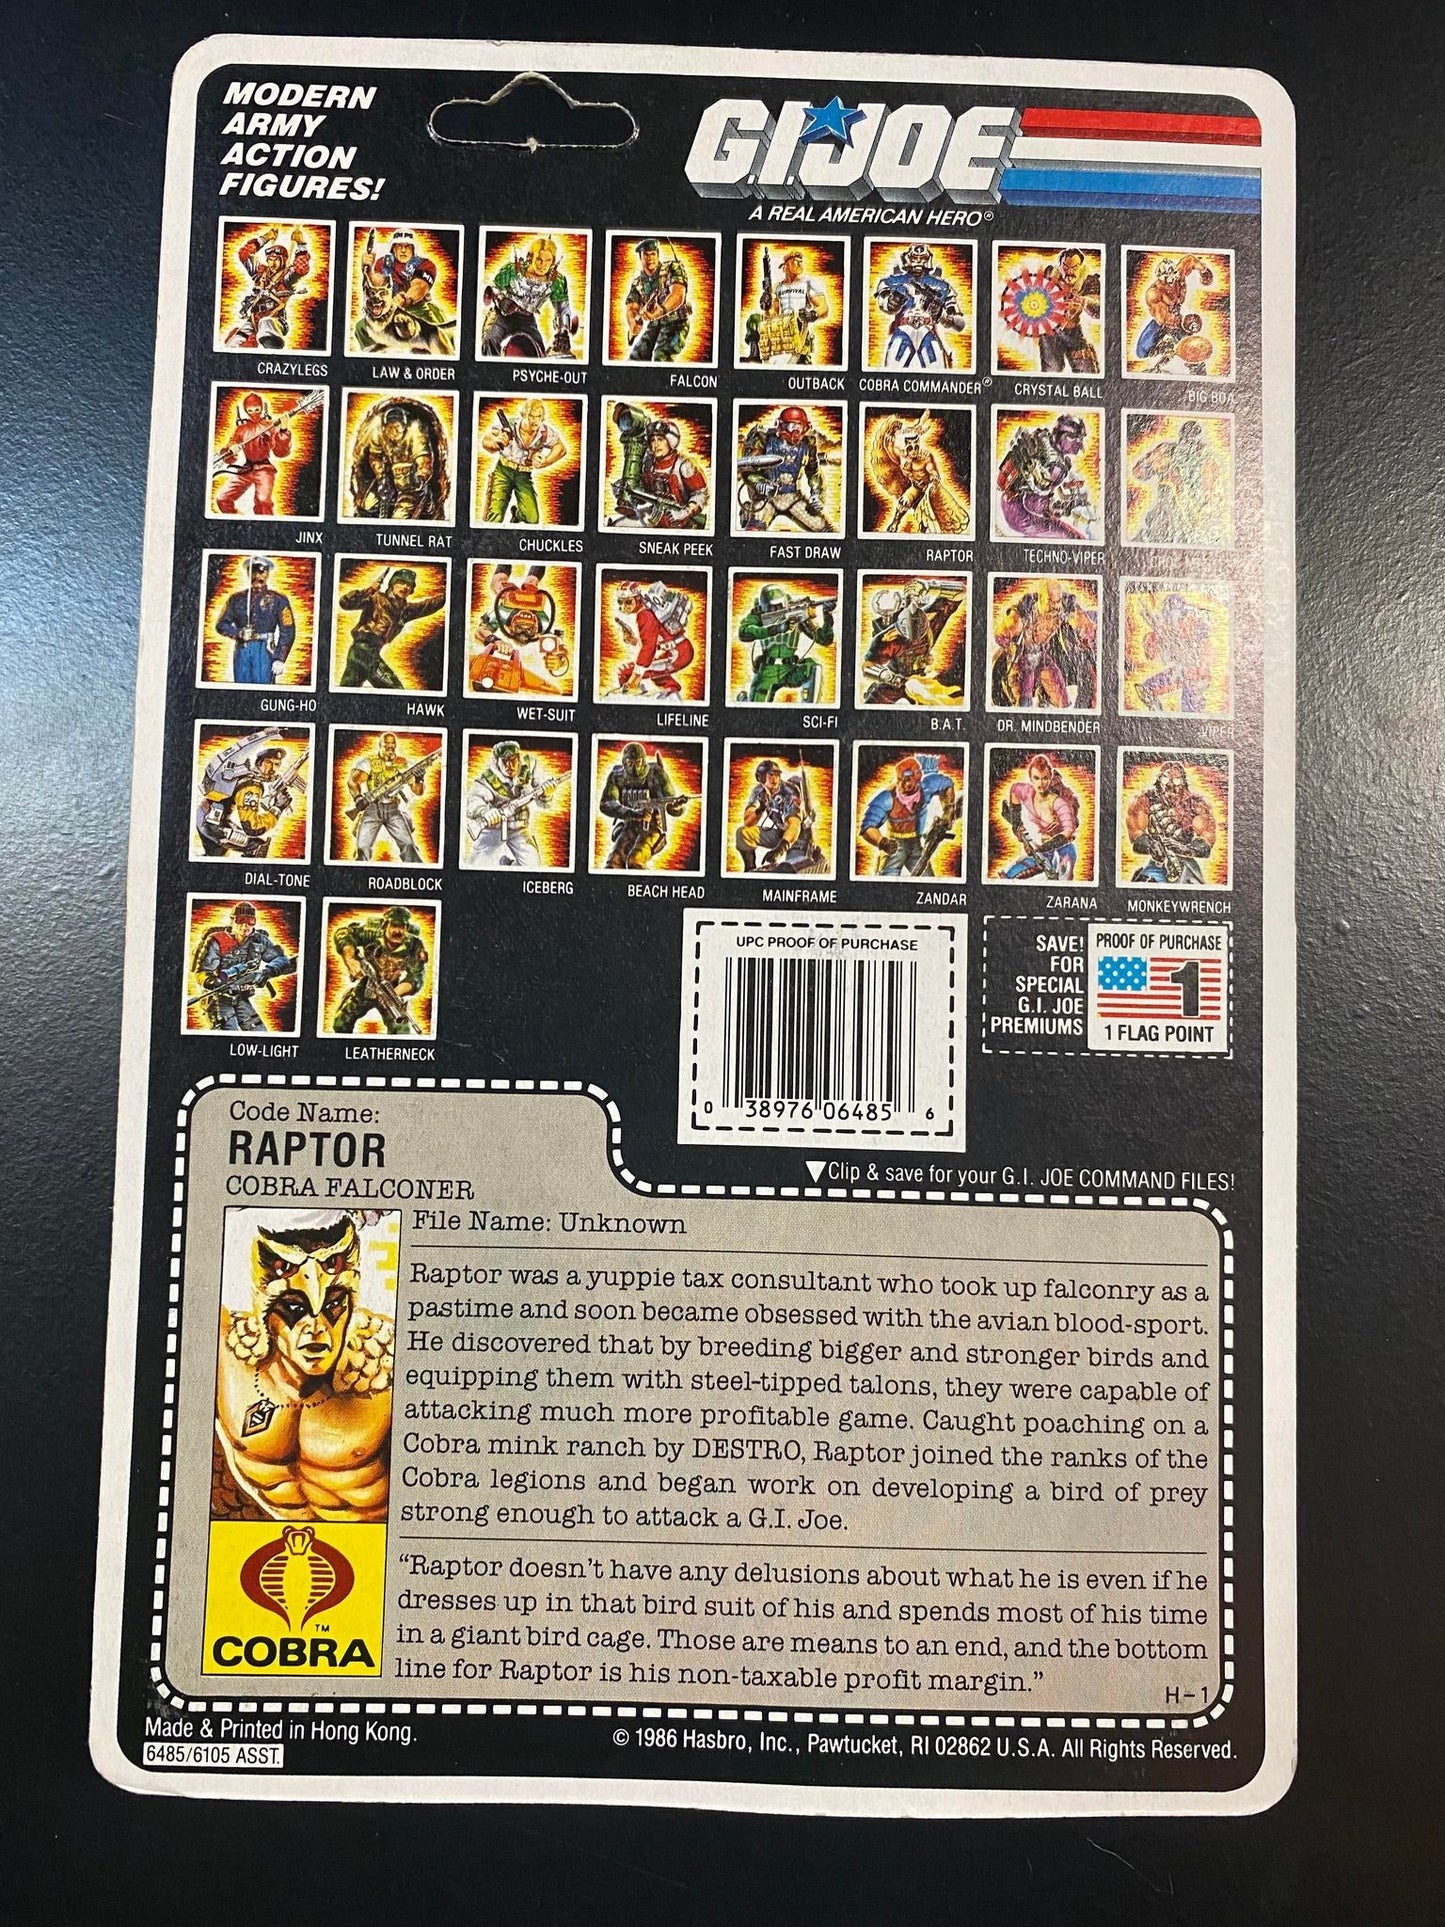 MODERN
ARMY
ACTION
FIGURES!
G.I. JOE
A REAL AMERICAN HERO®
CRAZYLEGS LAW & ORDER PSYCHE-OUT FALCON OUTBACK COBRA COMMANDER® CRYSTAL BALL BIG BOA
SURVIVAL
JINX TUNNEL RAT CHUCKLES SNEAK PEEK FAST DRAW RAPTOR TECHNO-VIPER
GUNG-HO HAWK WET-SUIT LIFELINE SCI-FI B.A.T. DR. MINDBENDER VIPER
DIAL-TONE ROADBLOCK ICEBERG BEACH HEAD MAINFRAME ZANDAR ZARANA MONKEYWRENCH
LOW-LIGHT LEATHERNECK
UPC PROOF OF PURCHASE
0 38976 06485 6
SAVE!
FOR
SPECIAL
G.I. JOE
PREMIUMS
PROOF OF PURCHASE
1
1 FLAG POINT
▼Clip & save for your G.I. JOE COMMAND FILES!
Code Name:
RAPTOR
COBRA FALCONER
File Name: Unknown
Raptor was a yuppie tax consultant who took up falconry as a
pastime and soon became obsessed with the avian blood-sport.
He discovered that by breeding bigger and stronger birds and
equipping them with steel-tipped talons, they were capable of
attacking much more profitable game. Caught poaching on a
Cobra mink ranch by DESTRO, Raptor joined the ranks of the
Cobra legions and began work on developing a bird of prey
strong enough to attack a G.I. Joe.
“Raptor doesn't have any delusions about what he is even if he
dresses up in that bird suit of his and spends most of his time
in a giant bird cage. Those are means to an end, and the bottom
line for Raptor is his non-taxable profit margin.”
H-1
TM
COBRA
Made & Printed in Hong Kong.
6485/6105 ASST.
© 1986 Hasbro, Inc., Pawtucket, RI 02862 U.S.A. All Rights Reserved.